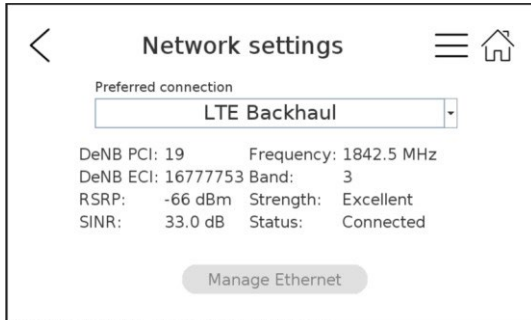 Network settings
Preferred connection
LTE Backhaul
DeNB PCI: 19 Frequency: 1842.5 MHz
DeNB ECI: 16777753 Band: 3
RSRP: -66 dBm Strength: Excellent
SINR: 33.0 dB Status: Connected
Manage Ethernet